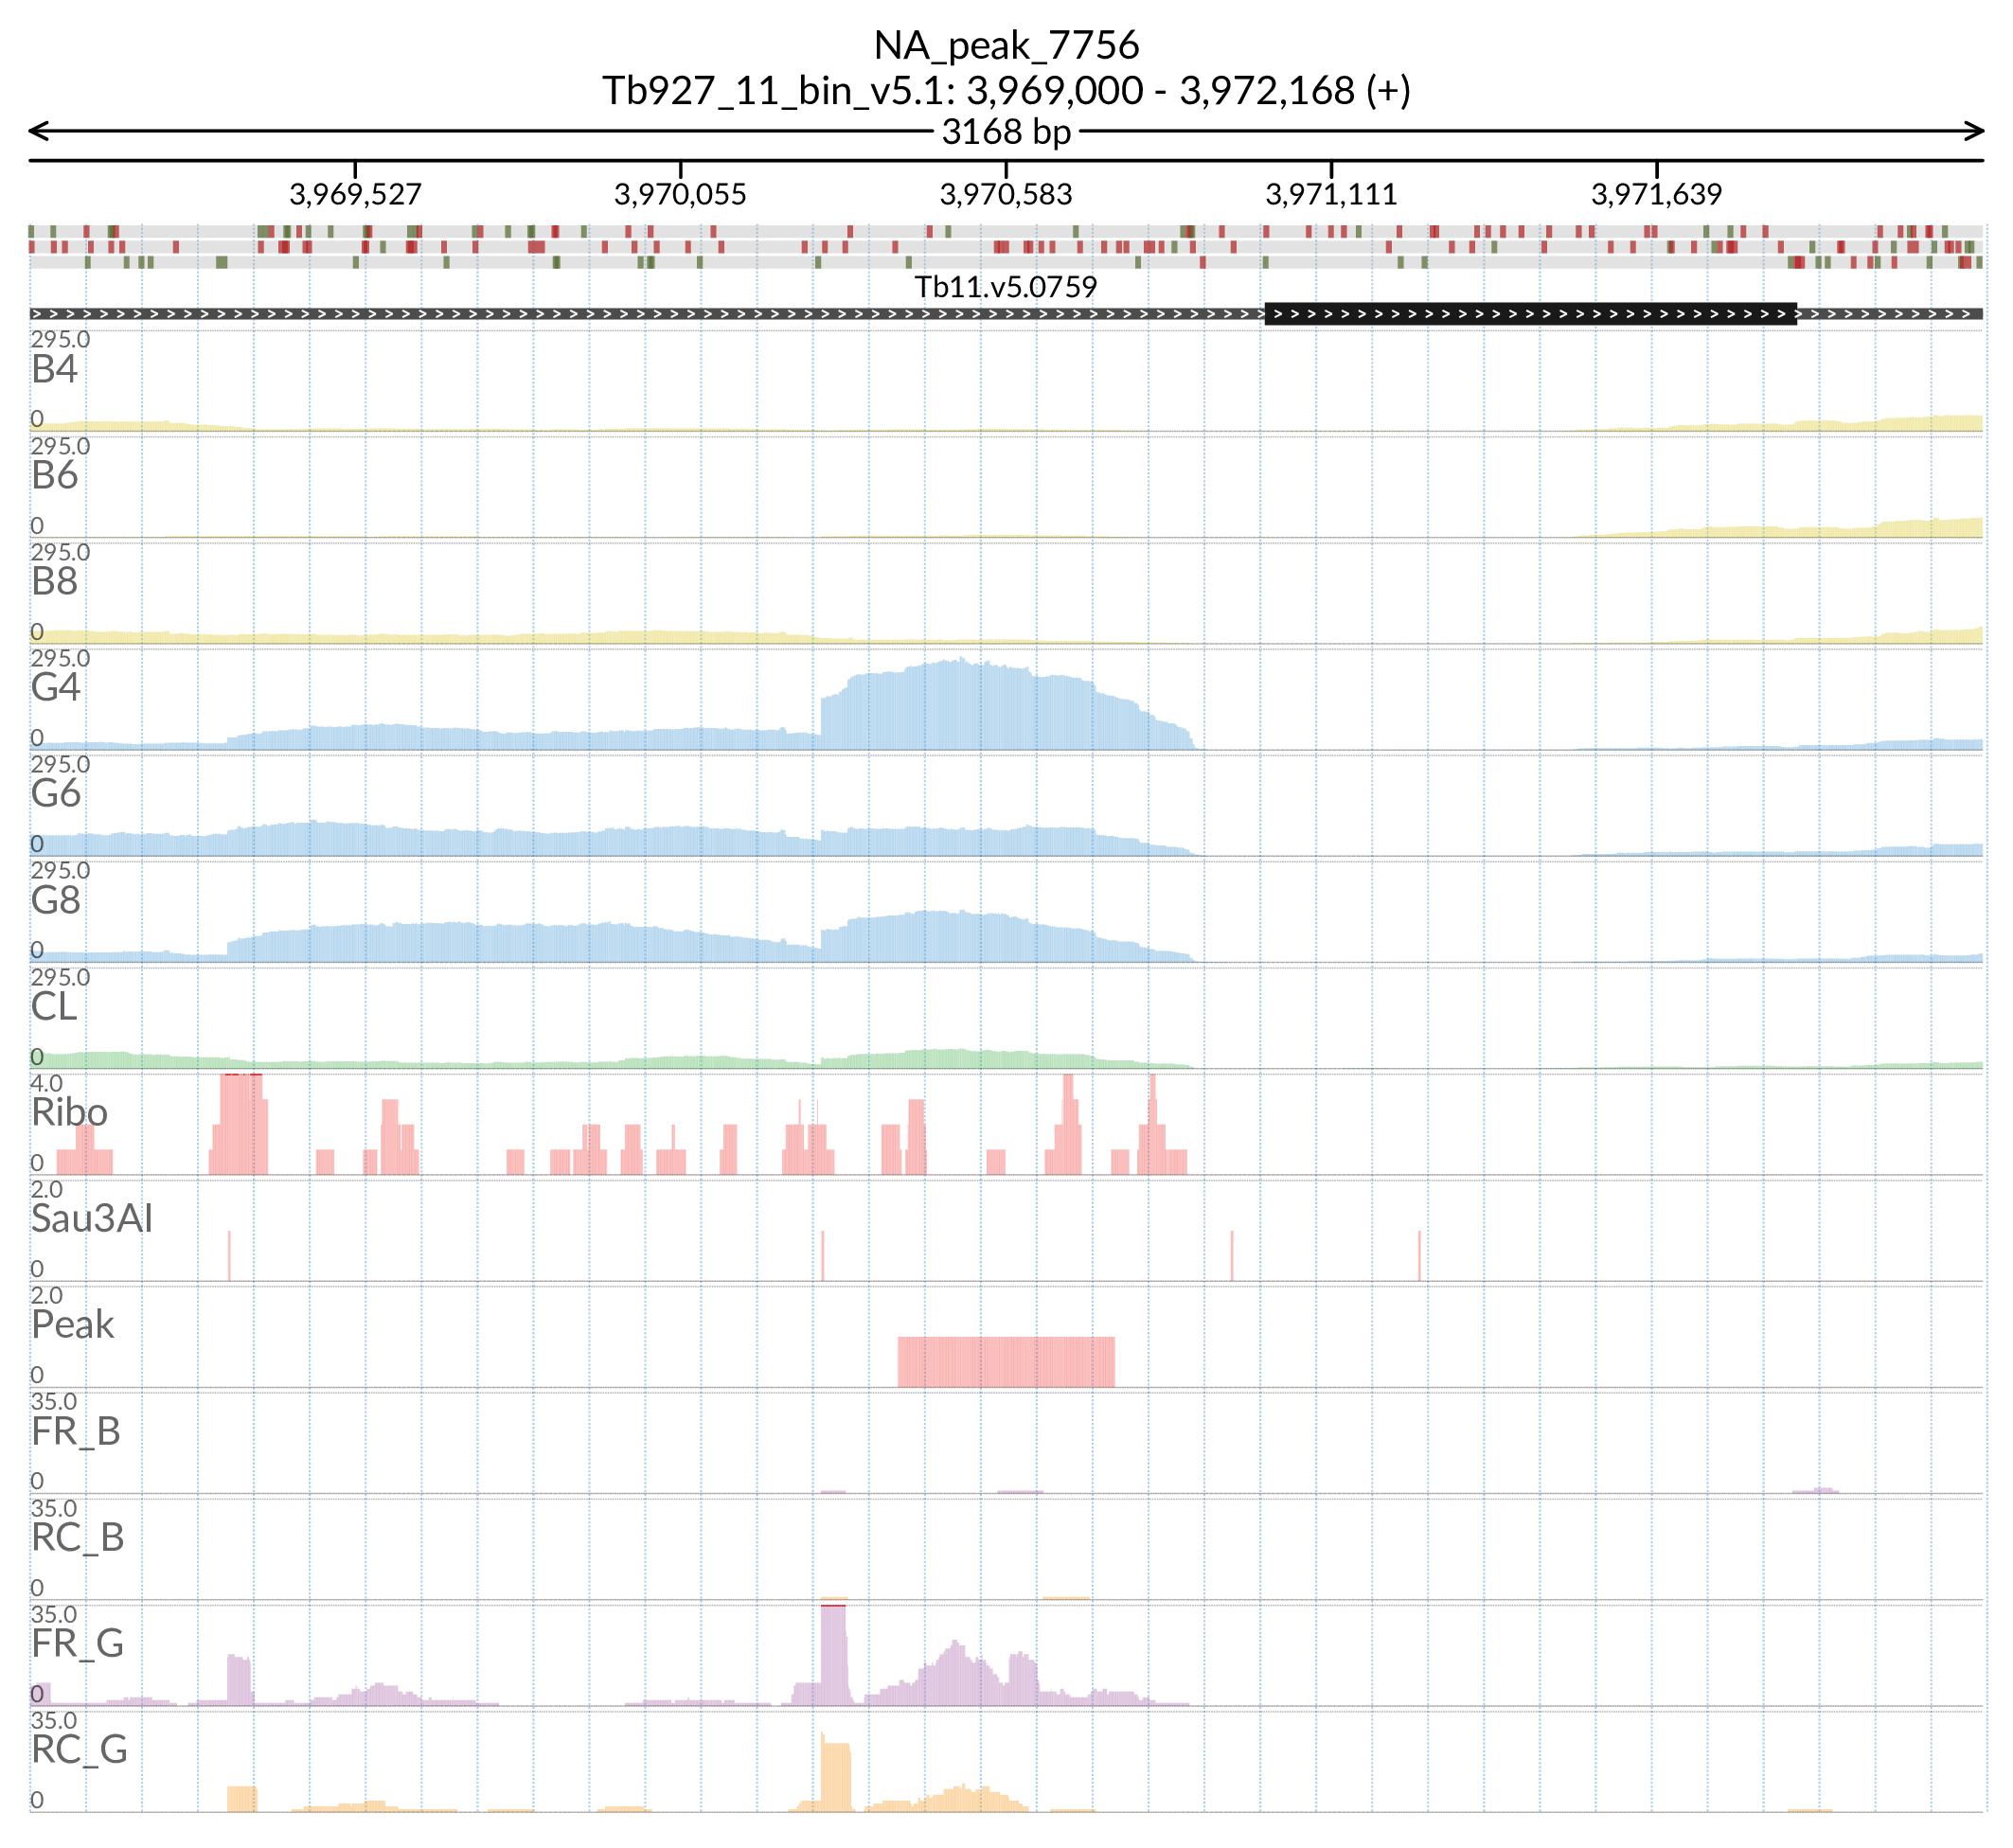 NA_peak_7756
Tb927_11_bin_v5.1: 3,969,000 - 3,972,168 (+)
3168 bp
3,969,527 3,970,055 3,970,583 3,971,111 3,971,639
Tb11.v5.0759
295.0
B4
0
295.0
B6
0
295.0
B8
0
295.0
G4
0
295.0
G6
0
295.0
G8
0
295.0
CL
0
4.0
Ribo
0
2.0
Sau3AI
0
2.0
Peak
0
35.0
FR_B
0
35.0
RC_B
0
35.0
FR_G
0
35.0
RC_G
0